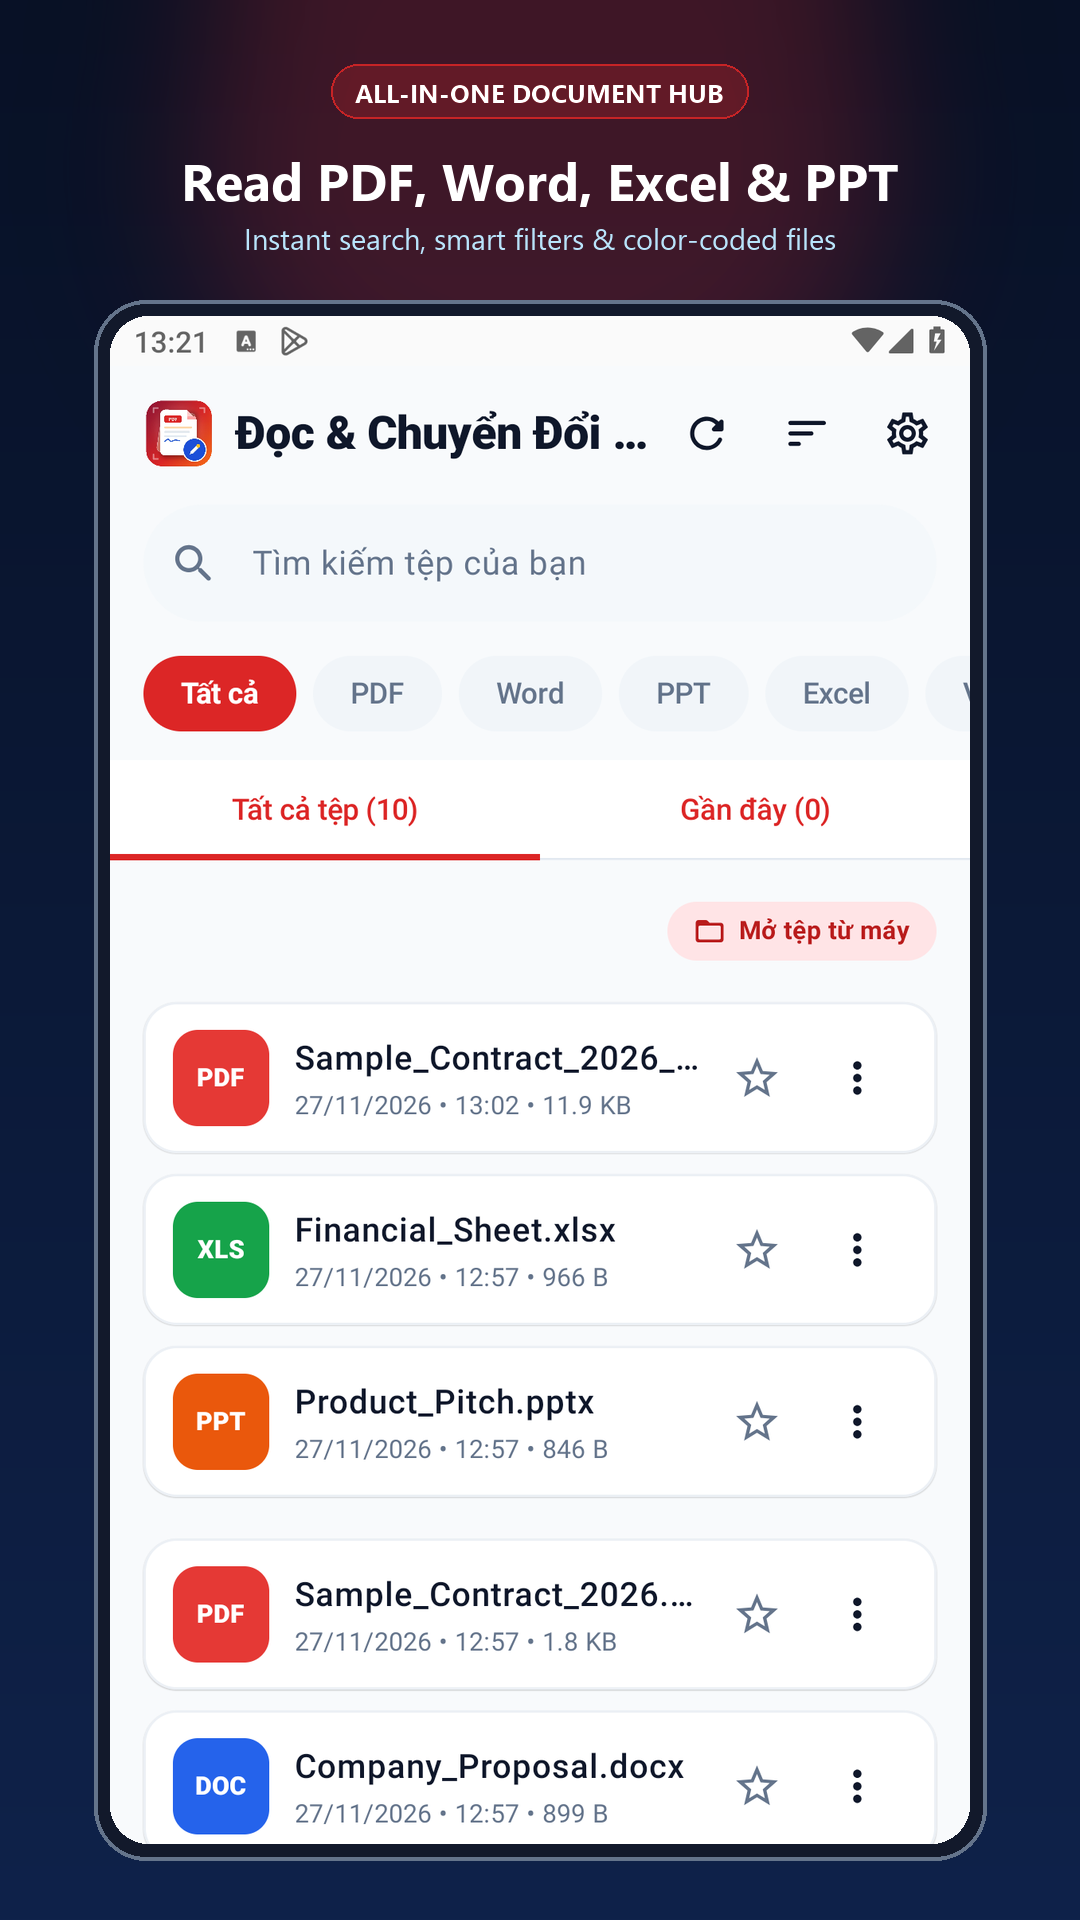 ALL-IN-ONE DOCUMENT HUB
Read PDF, Word, Excel & PPT
Instant search, smart filters & color-coded files
13:21
A
PDF
Đọc & Chuyển Đổi ...
Tìm kiếm tệp của bạn
Tất cả
PDF
Word
PPT
Excel
Tất cả tệp (10)
Gần đây (0)
Mở tệp từ máy
PDF
Sample_Contract_2026_...
27/11/2026 • 13:02 • 11.9 KB
XLS
Financial_Sheet.xlsx
27/11/2026 • 12:57 • 966 B
PPT
Product_Pitch.pptx
27/11/2026 • 12:57 • 846 B
PDF
Sample_Contract_2026....
27/11/2026 • 12:57 • 1.8 KB
DOC
Company_Proposal.docx
27/11/2026 • 12:57 • 899 B